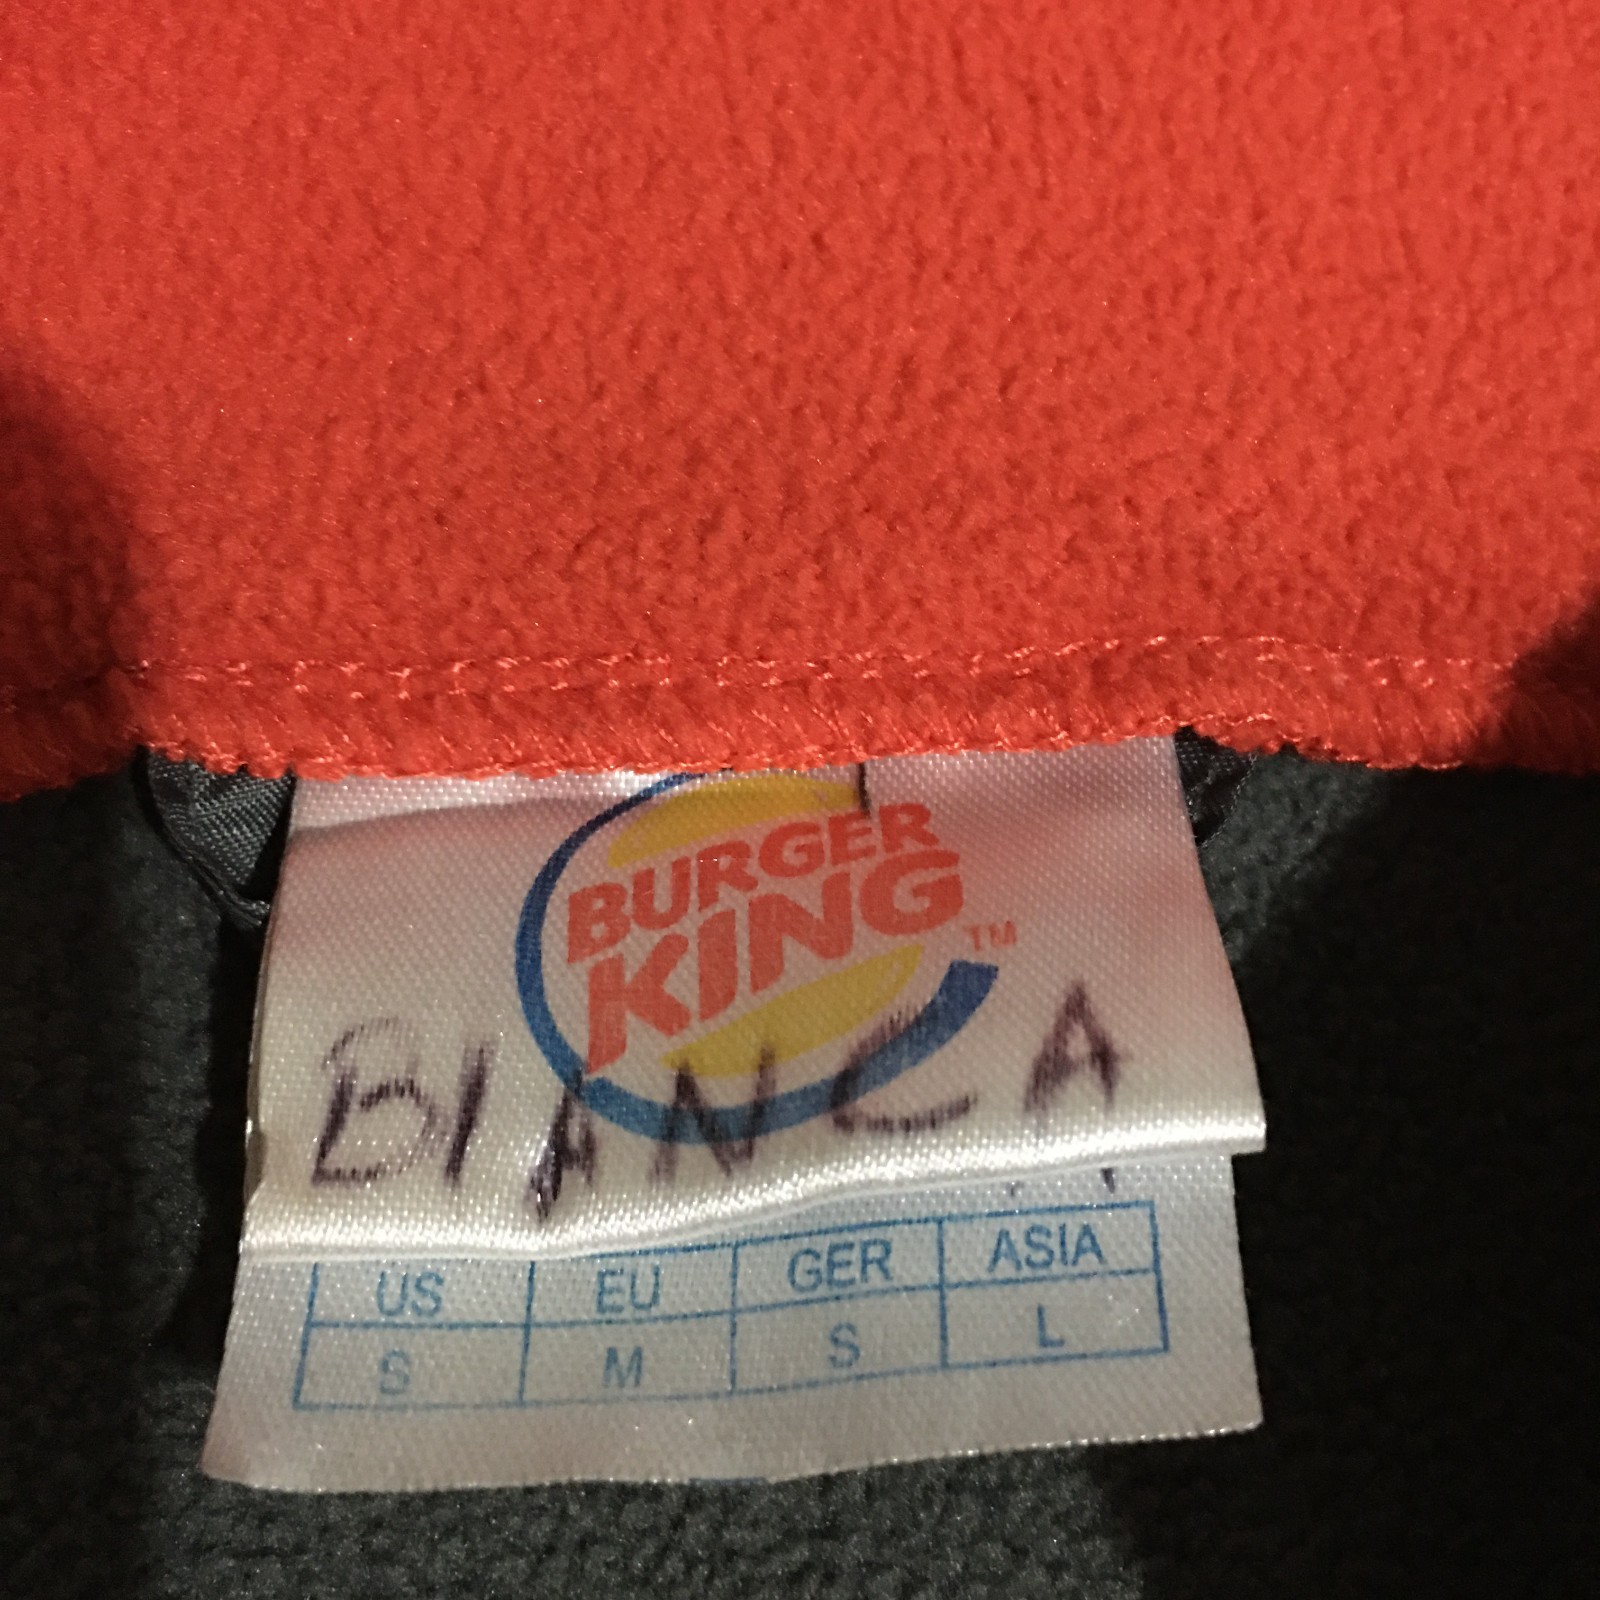 BURGER
KING™
BIANCA
US EU GER ASIA
S M S L